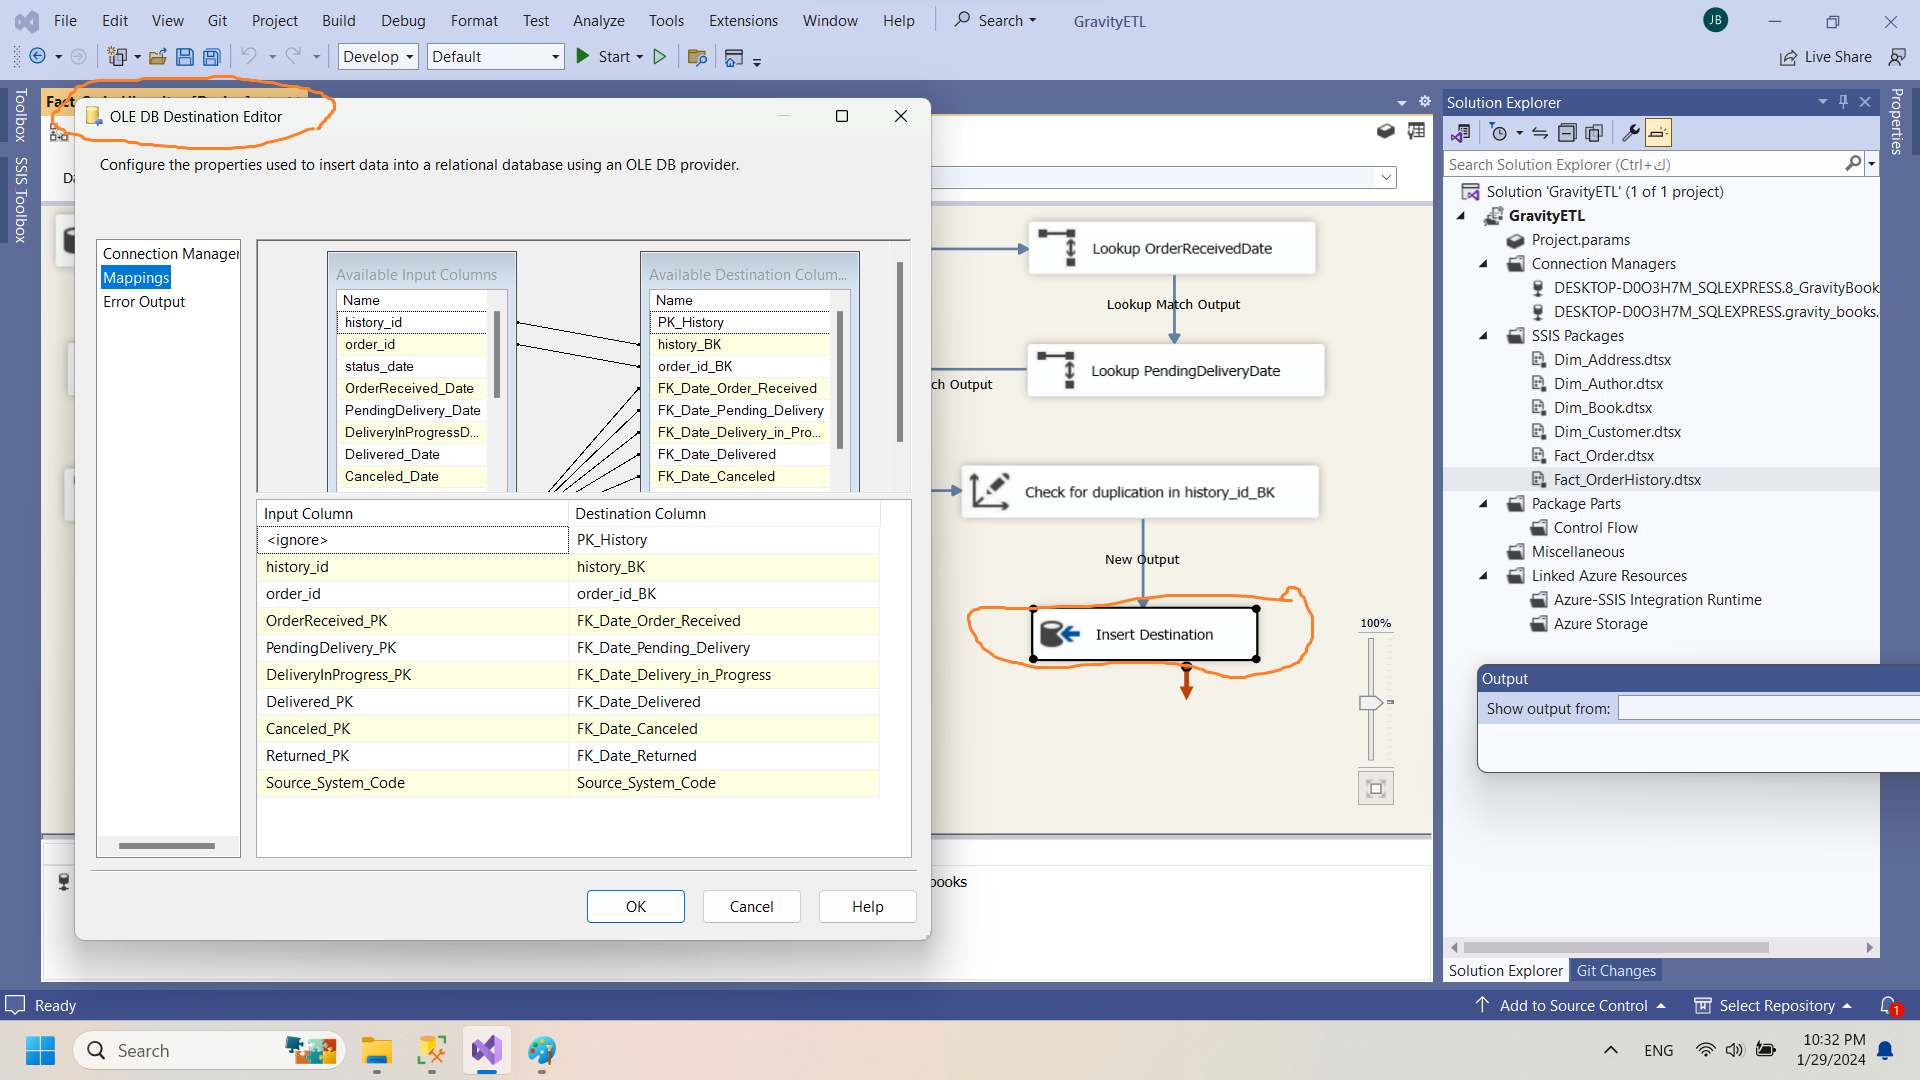 File Edit View Git Project Build Debug Format Test Analyze Tools Extensions Window Help Search GravityETL JB
Develop Default Start Live Share
Toolbox
SSIS Toolbox
OLE DB Destination Editor
Configure the properties used to insert data into a relational database using an OLE DB provider.
Connection Manager
Mappings
Error Output
Available Input Columns
Name
history_id
order_id
status_date
OrderReceived_Date
PendingDelivery_Date
DeliveryInProgressD...
Delivered_Date
Canceled_Date
Available Destination Colum...
Name
PK_History
history_BK
order_id_BK
FK_Date_Order_Received
FK_Date_Pending_Delivery
FK_Date_Delivery_in_Pro...
FK_Date_Delivered
FK_Date_Canceled
Input Column Destination Column
<ignore> PK_History
history_id history_BK
order_id order_id_BK
OrderReceived_PK FK_Date_Order_Received
PendingDelivery_PK FK_Date_Pending_Delivery
DeliveryInProgress_PK FK_Date_Delivery_in_Progress
Delivered_PK FK_Date_Delivered
Canceled_PK FK_Date_Canceled
Returned_PK FK_Date_Returned
Source_System_Code Source_System_Code
OK Cancel Help
Lookup OrderReceivedDate
Lookup Match Output
Lookup PendingDeliveryDate
ch Output
Check for duplication in history_id_BK
New Output
Insert Destination
100%
books
Solution Explorer
Search Solution Explorer (Ctrl+ك)
Solution 'GravityETL' (1 of 1 project)
GravityETL
Project.params
Connection Managers
DESKTOP-D0O3H7M_SQLEXPRESS.8_GravityBook
DESKTOP-D0O3H7M_SQLEXPRESS.gravity_books.
SSIS Packages
Dim_Address.dtsx
Dim_Author.dtsx
Dim_Book.dtsx
Dim_Customer.dtsx
Fact_Order.dtsx
Fact_OrderHistory.dtsx
Package Parts
Control Flow
Miscellaneous
Linked Azure Resources
Azure-SSIS Integration Runtime
Azure Storage
Output
Show output from:
Solution Explorer Git Changes
Properties
Ready Add to Source Control Select Repository 1
Search ENG 10:32 PM
1/29/2024